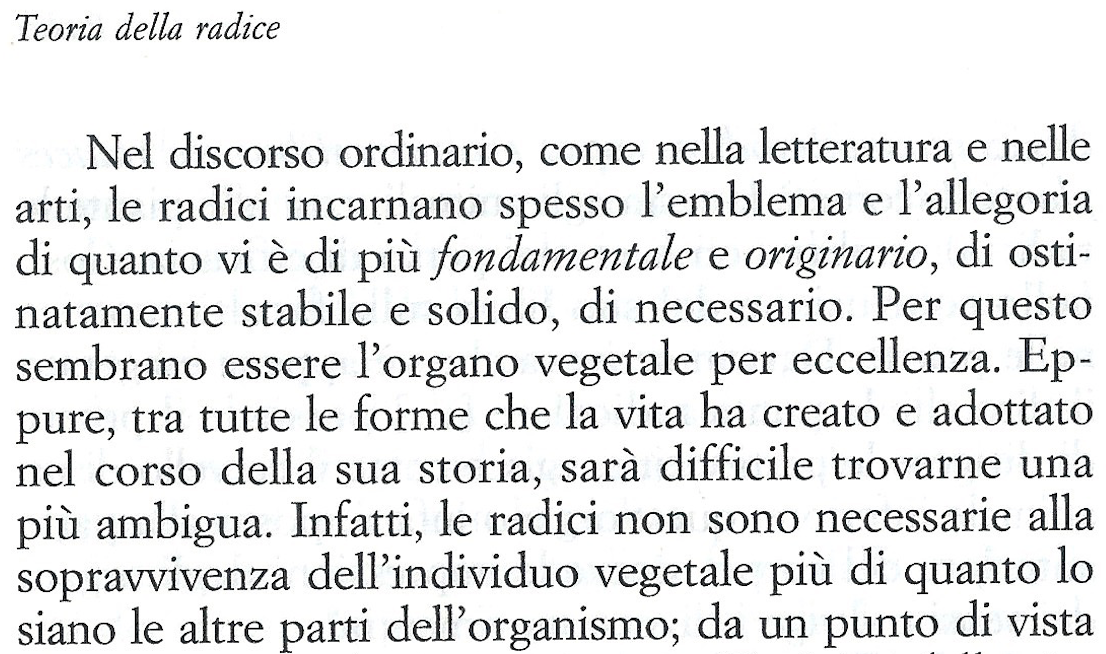 Teoria della radice
Nel discorso ordinario, come nella letteratura e nelle
arti, le radici incarnano spesso l'emblema e l'allegoria
di quanto vi è di più fondamentale e originario, di osti-
natamente stabile e solido, di necessario. Per questo
sembrano essere l'organo vegetale per eccellenza. Ep-
pure, tra tutte le forme che la vita ha creato e adottato
nel corso della sua storia, sarà difficile trovarne una
più ambigua. Infatti, le radici non sono necessarie alla
sopravvivenza dell'individuo vegetale più di quanto lo
siano le altre parti dell'organismo; da un punto di vista